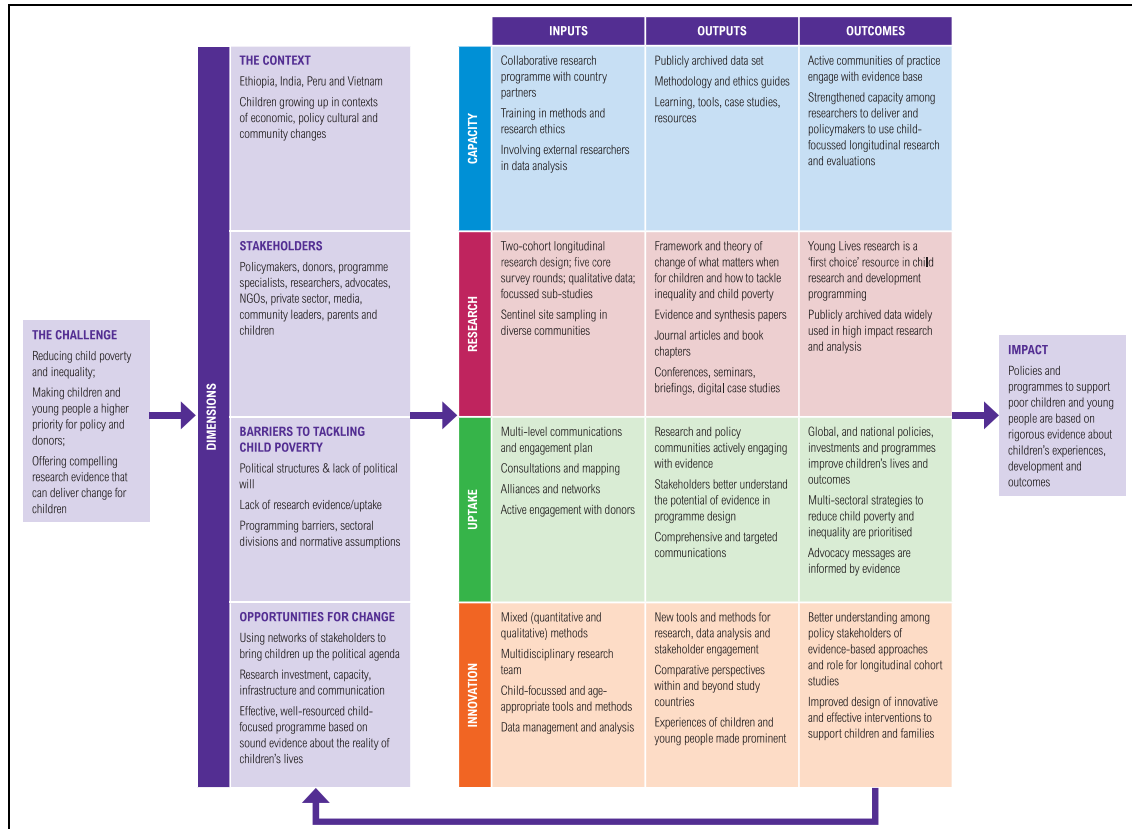 THE CHALLENGE
Reducing child poverty
and inequality;
Making children and
young people a higher
priority for policy and
donors;
Offering compelling
research evidence that
can deliver change for
children
DIMENSIONS
THE CONTEXT
Ethiopia, India, Peru and Vietnam
Children growing up in contexts
of economic, policy cultural and
community changes
STAKEHOLDERS
Policymakers, donors, programme
specialists, researchers, advocates,
NGOs, private sector, media,
community leaders, parents and
children
BARRIERS TO TACKLING
CHILD POVERTY
Political structures & lack of political
will
Lack of research evidence/uptake
Programming barriers, sectoral
divisions and normative assumptions
OPPORTUNITIES FOR CHANGE
Using networks of stakeholders to
bring children up the political agenda
Research investment, capacity,
infrastructure and communication
Effective, well-resourced child-
focused programme based on
sound evidence about the reality of
children's lives
INPUTS
OUTPUTS
OUTCOMES
CAPACITY
Collaborative research
programme with country
partners
Training in methods and
research ethics
Involving external researchers
in data analysis
Publicly archived data set
Methodology and ethics guides
Learning, tools, case studies,
resources
Active communities of practice
engage with evidence base
Strengthened capacity among
researchers to deliver and
policymakers to use child-
focussed longitudinal research
and evaluations
RESEARCH
Two-cohort longitudinal
research design; five core
survey rounds; qualitative data;
focussed sub-studies
Sentinel site sampling in
diverse communities
Framework and theory of
change of what matters when
for children and how to tackle
inequality and child poverty
Evidence and synthesis papers
Journal articles and book
chapters
Conferences, seminars,
briefings, digital case studies
Young Lives research is a
'first choice' resource in child
research and development
programming
Publicly archived data widely
used in high impact research
and analysis
UPTAKE
Multi-level communications
and engagement plan
Consultations and mapping
Alliances and networks
Active engagement with donors
Research and policy
communities actively engaging
with evidence
Stakeholders better understand
the potential of evidence in
programme design
Comprehensive and targeted
communications
Global, and national policies,
investments and programmes
improve children's lives and
outcomes
Multi-sectoral strategies to
reduce child poverty and
inequality are prioritised
Advocacy messages are
informed by evidence
INNOVATION
Mixed (quantitative and
qualitative) methods
Multidisciplinary research
team
Child-focussed and age-
appropriate tools and methods
Data management and analysis
New tools and methods for
research, data analysis and
stakeholder engagement
Comparative perspectives
within and beyond study
countries
Experiences of children and
young people made prominent
Better understanding among
policy stakeholders of
evidence-based approaches
and role for longitudinal cohort
studies
Improved design of innovative
and effective interventions to
support children and families
IMPACT
Policies and
programmes to support
poor children and young
people are based on
rigorous evidence about
children's experiences,
development and
outcomes